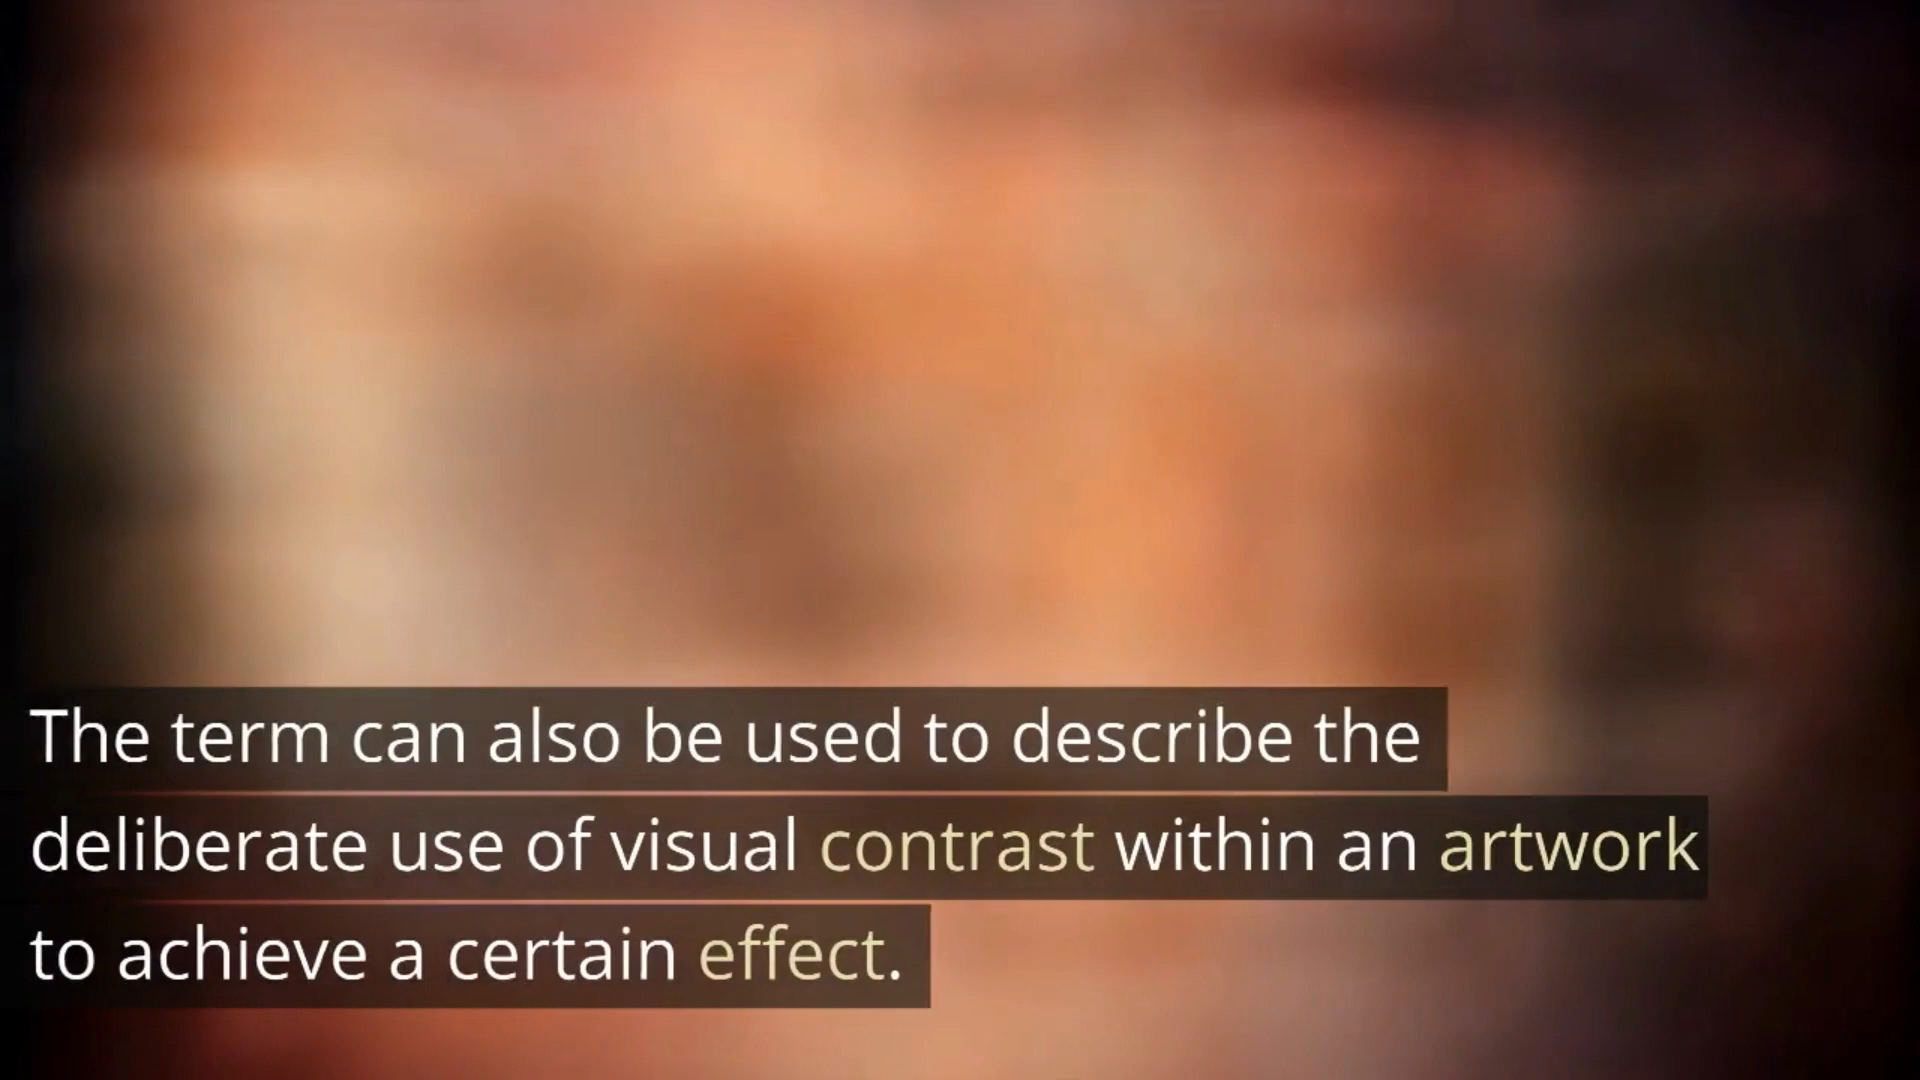 The term can also be used to describe the
deliberate use of visual contrast within an artwork
to achieve a certain effect.